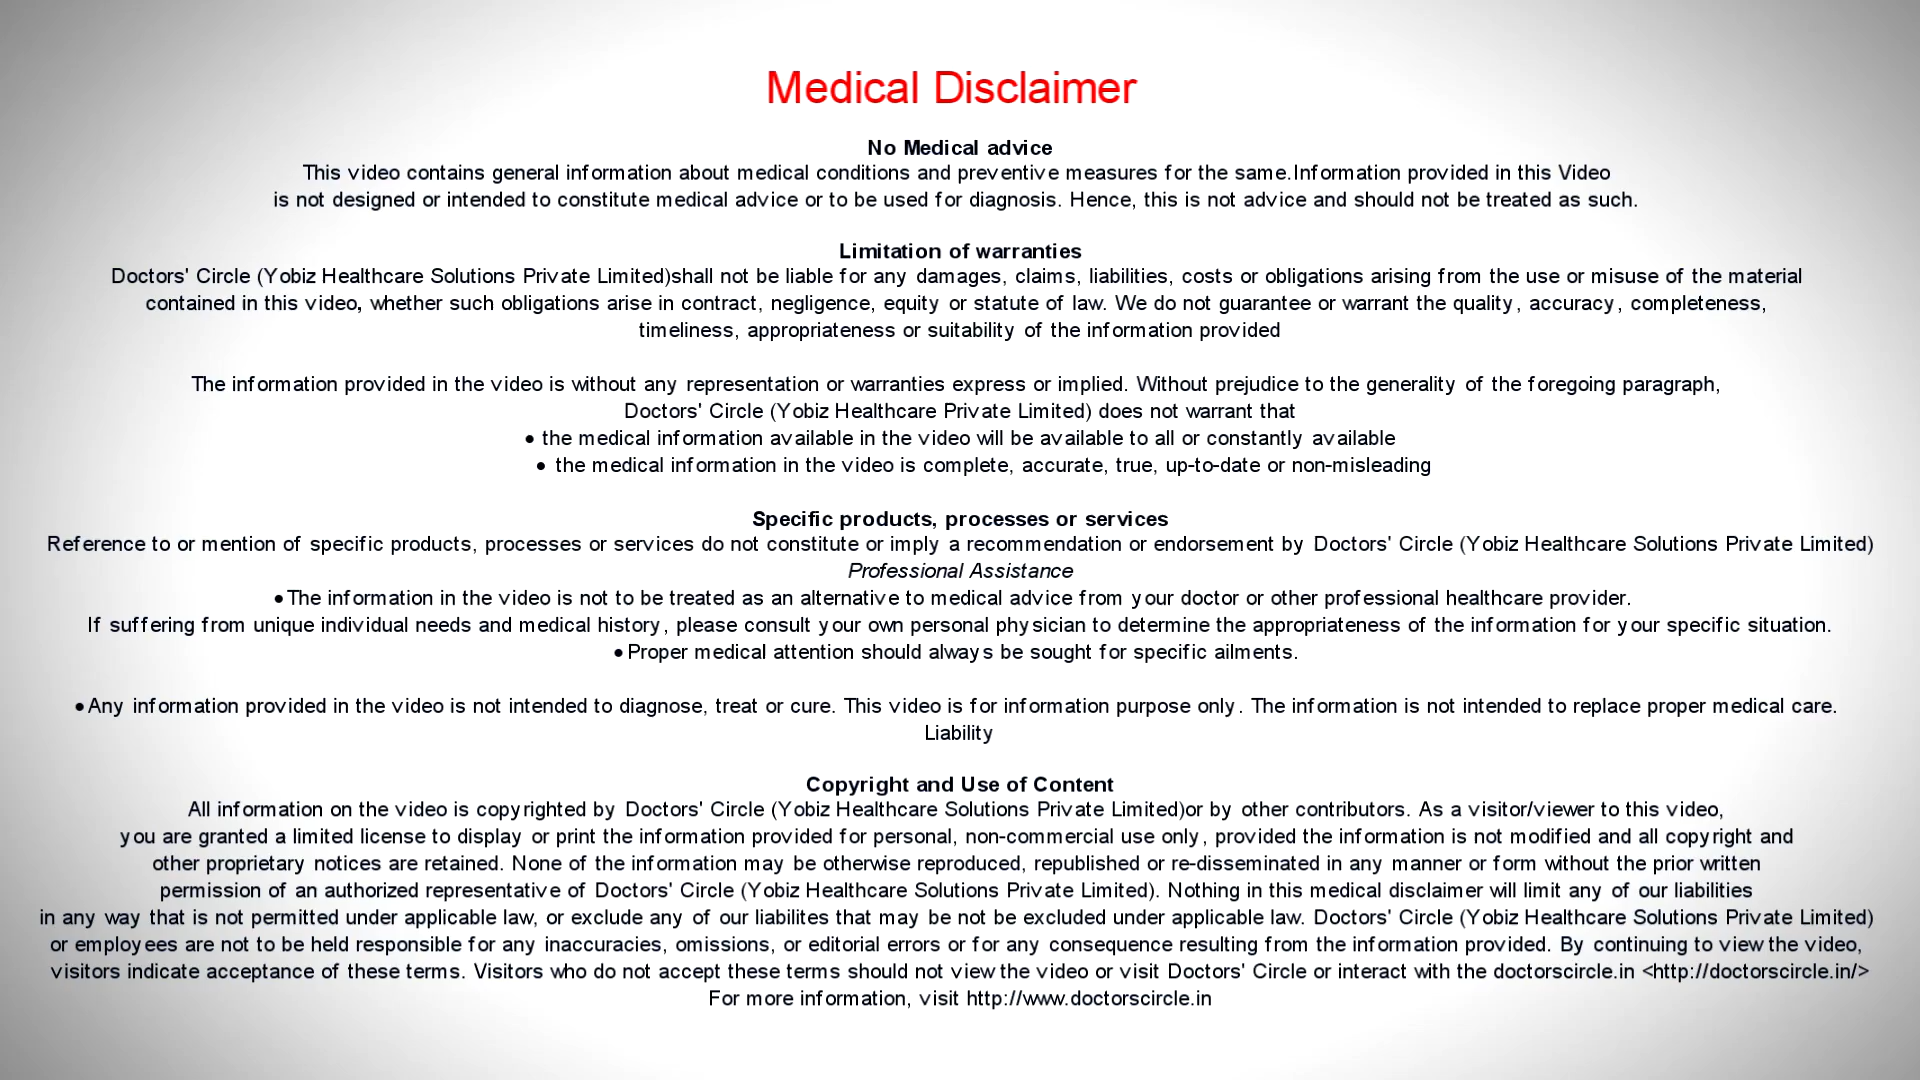 Medical Disclaimer
No Medical advice
This video contains general information about medical conditions and preventive measures for the same.Information provided in this Video
is not designed or intended to constitute medical advice or to be used for diagnosis. Hence, this is not advice and should not be treated as such.
Limitation of warranties
Doctors' Circle (Yobiz Healthcare Solutions Private Limited)shall not be liable for any damages, claims, liabilities, costs or obligations arising from the use or misuse of the material
contained in this video, whether such obligations arise in contract, negligence, equity or statute of law. We do not guarantee or warrant the quality, accuracy, completeness,
timeliness, appropriateness or suitability of the information provided
The information provided in the video is without any representation or warranties express or implied. Without prejudice to the generality of the foregoing paragraph,
Doctors' Circle (Yobiz Healthcare Private Limited) does not warrant that
• the medical information available in the video will be available to all or constantly available
• the medical information in the video is complete, accurate, true, up-to-date or non-misleading
Specific products, processes or services
Reference to or mention of specific products, processes or services do not constitute or imply a recommendation or endorsement by Doctors' Circle (Yobiz Healthcare Solutions Private Limited)
Professional Assistance
•The information in the video is not to be treated as an alternative to medical advice from your doctor or other professional healthcare provider.
If suffering from unique individual needs and medical history, please consult your own personal physician to determine the appropriateness of the information for your specific situation.
•Proper medical attention should always be sought for specific ailments.
•Any information provided in the video is not intended to diagnose, treat or cure. This video is for information purpose only. The information is not intended to replace proper medical care.
Liability
Copyright and Use of Content
All information on the video is copyrighted by Doctors' Circle (Yobiz Healthcare Solutions Private Limited)or by other contributors. As a visitor/viewer to this video,
you are granted a limited license to display or print the information provided for personal, non-commercial use only, provided the information is not modified and all copyright and
other proprietary notices are retained. None of the information may be otherwise reproduced, republished or re-disseminated in any manner or form without the prior written
permission of an authorized representative of Doctors' Circle (Yobiz Healthcare Solutions Private Limited). Nothing in this medical disclaimer will limit any of our liabilities
in any way that is not permitted under applicable law, or exclude any of our liabilites that may be not be excluded under applicable law. Doctors' Circle (Yobiz Healthcare Solutions Private Limited)
or employees are not to be held responsible for any inaccuracies, omissions, or editorial errors or for any consequence resulting from the information provided. By continuing to view the video,
visitors indicate acceptance of these terms. Visitors who do not accept these terms should not view the video or visit Doctors' Circle or interact with the doctorscircle.in <http://doctorscircle.in/>
For more information, visit http://www.doctorscircle.in